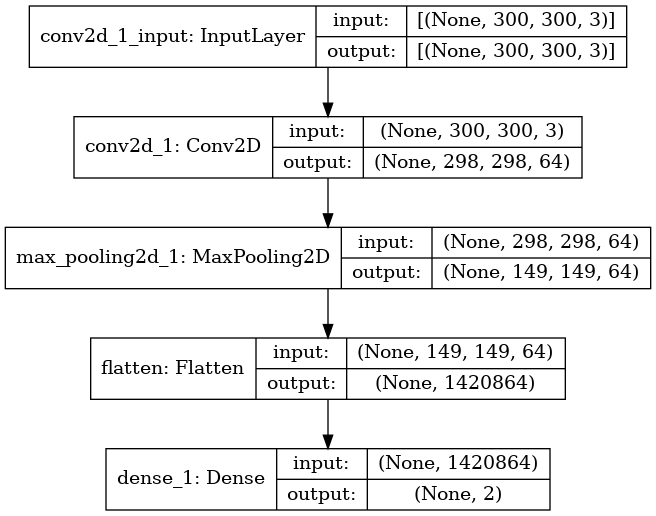 conv2d_1_input: InputLayer
input: [(None, 300, 300, 3)]
output: [(None, 300, 300, 3)]
conv2d_1: Conv2D
input: (None, 300, 300, 3)
output: (None, 298, 298, 64)
max_pooling2d_1: MaxPooling2D
input: (None, 298, 298, 64)
output: (None, 149, 149, 64)
flatten: Flatten
input: (None, 149, 149, 64)
output: (None, 1420864)
dense_1: Dense
input: (None, 1420864)
output: (None, 2)